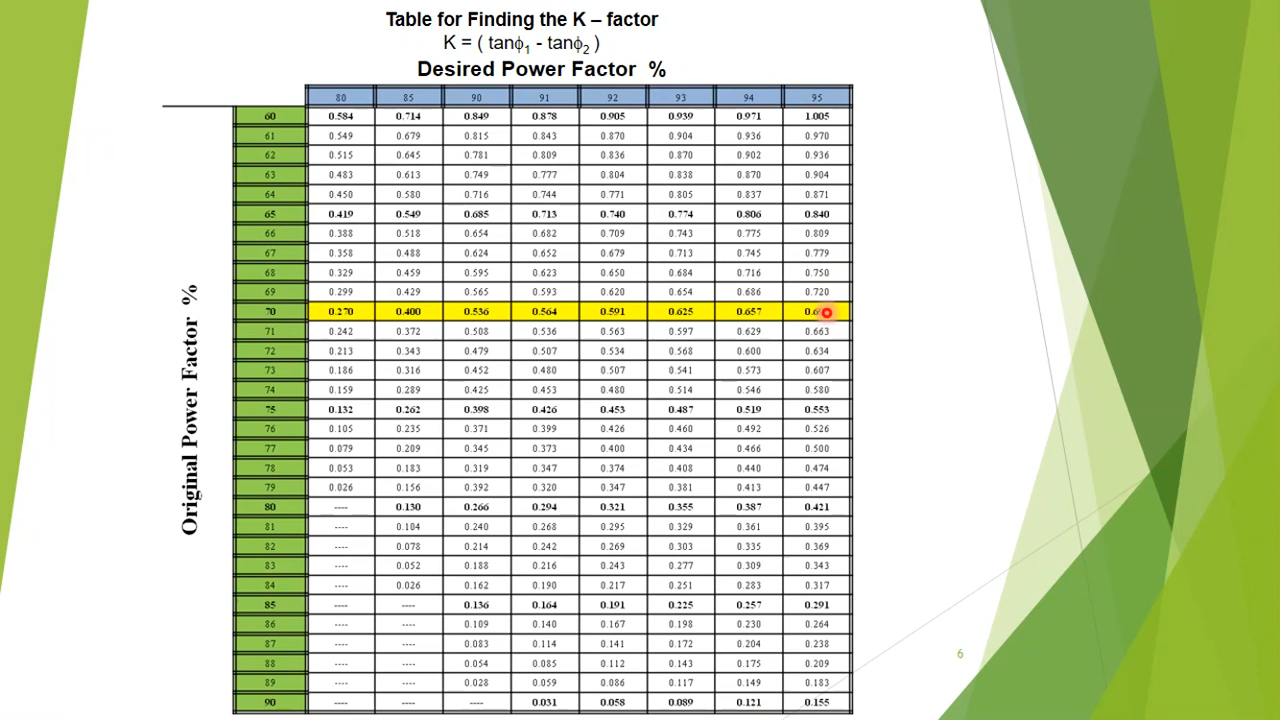 Table for Finding the K – factor
K = ( tanϕ1 - tanϕ2 )
Desired Power Factor %
80 85 90 91 92 93 94 95
Original Power Factor %
60 0.584 0.714 0.849 0.878 0.905 0.939 0.971 1.005
61 0.549 0.679 0.815 0.843 0.870 0.904 0.936 0.970
62 0.515 0.645 0.781 0.809 0.836 0.870 0.902 0.936
63 0.483 0.613 0.749 0.777 0.804 0.838 0.870 0.904
64 0.450 0.580 0.716 0.744 0.771 0.805 0.837 0.871
65 0.419 0.549 0.685 0.713 0.740 0.774 0.806 0.840
66 0.388 0.518 0.654 0.682 0.709 0.743 0.775 0.809
67 0.358 0.488 0.624 0.652 0.679 0.713 0.745 0.779
68 0.329 0.459 0.595 0.623 0.650 0.684 0.716 0.750
69 0.299 0.429 0.565 0.593 0.620 0.654 0.686 0.720
70 0.270 0.400 0.536 0.564 0.591 0.625 0.657
71 0.242 0.372 0.508 0.536 0.563 0.597 0.629 0.663
72 0.213 0.343 0.479 0.507 0.534 0.568 0.600 0.634
73 0.186 0.316 0.452 0.480 0.507 0.541 0.573 0.607
74 0.159 0.289 0.425 0.453 0.480 0.514 0.546 0.580
75 0.132 0.262 0.398 0.426 0.453 0.487 0.519 0.553
76 0.105 0.235 0.371 0.399 0.426 0.460 0.492 0.526
77 0.079 0.209 0.345 0.373 0.400 0.434 0.466 0.500
78 0.053 0.183 0.319 0.347 0.374 0.408 0.440 0.474
79 0.026 0.156 0.392 0.320 0.347 0.381 0.413 0.447
80 ---- 0.130 0.266 0.294 0.321 0.355 0.387 0.421
81 ---- 0.104 0.240 0.268 0.295 0.329 0.361 0.395
82 ---- 0.078 0.214 0.242 0.269 0.303 0.335 0.369
83 ---- 0.052 0.188 0.216 0.243 0.277 0.309 0.343
84 ---- 0.026 0.162 0.190 0.217 0.251 0.283 0.317
85 ---- ---- 0.136 0.164 0.191 0.225 0.257 0.291
86 ---- ---- 0.109 0.140 0.167 0.198 0.230 0.264
87 ---- ---- 0.083 0.114 0.141 0.172 0.204 0.238
88 ---- ---- 0.054 0.085 0.112 0.143 0.175 0.209
89 ---- ---- 0.028 0.059 0.086 0.117 0.149 0.183
90 ---- ---- ---- 0.031 0.058 0.089 0.121 0.155
6